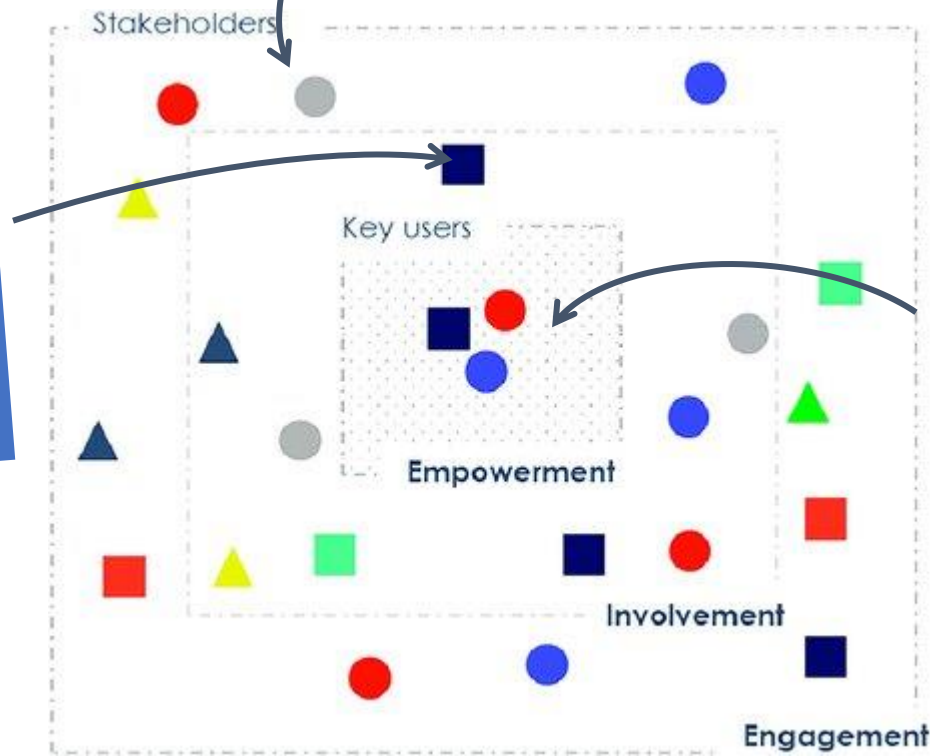 Stakeholders
Key users
Empowerment
Involvement
Engagement